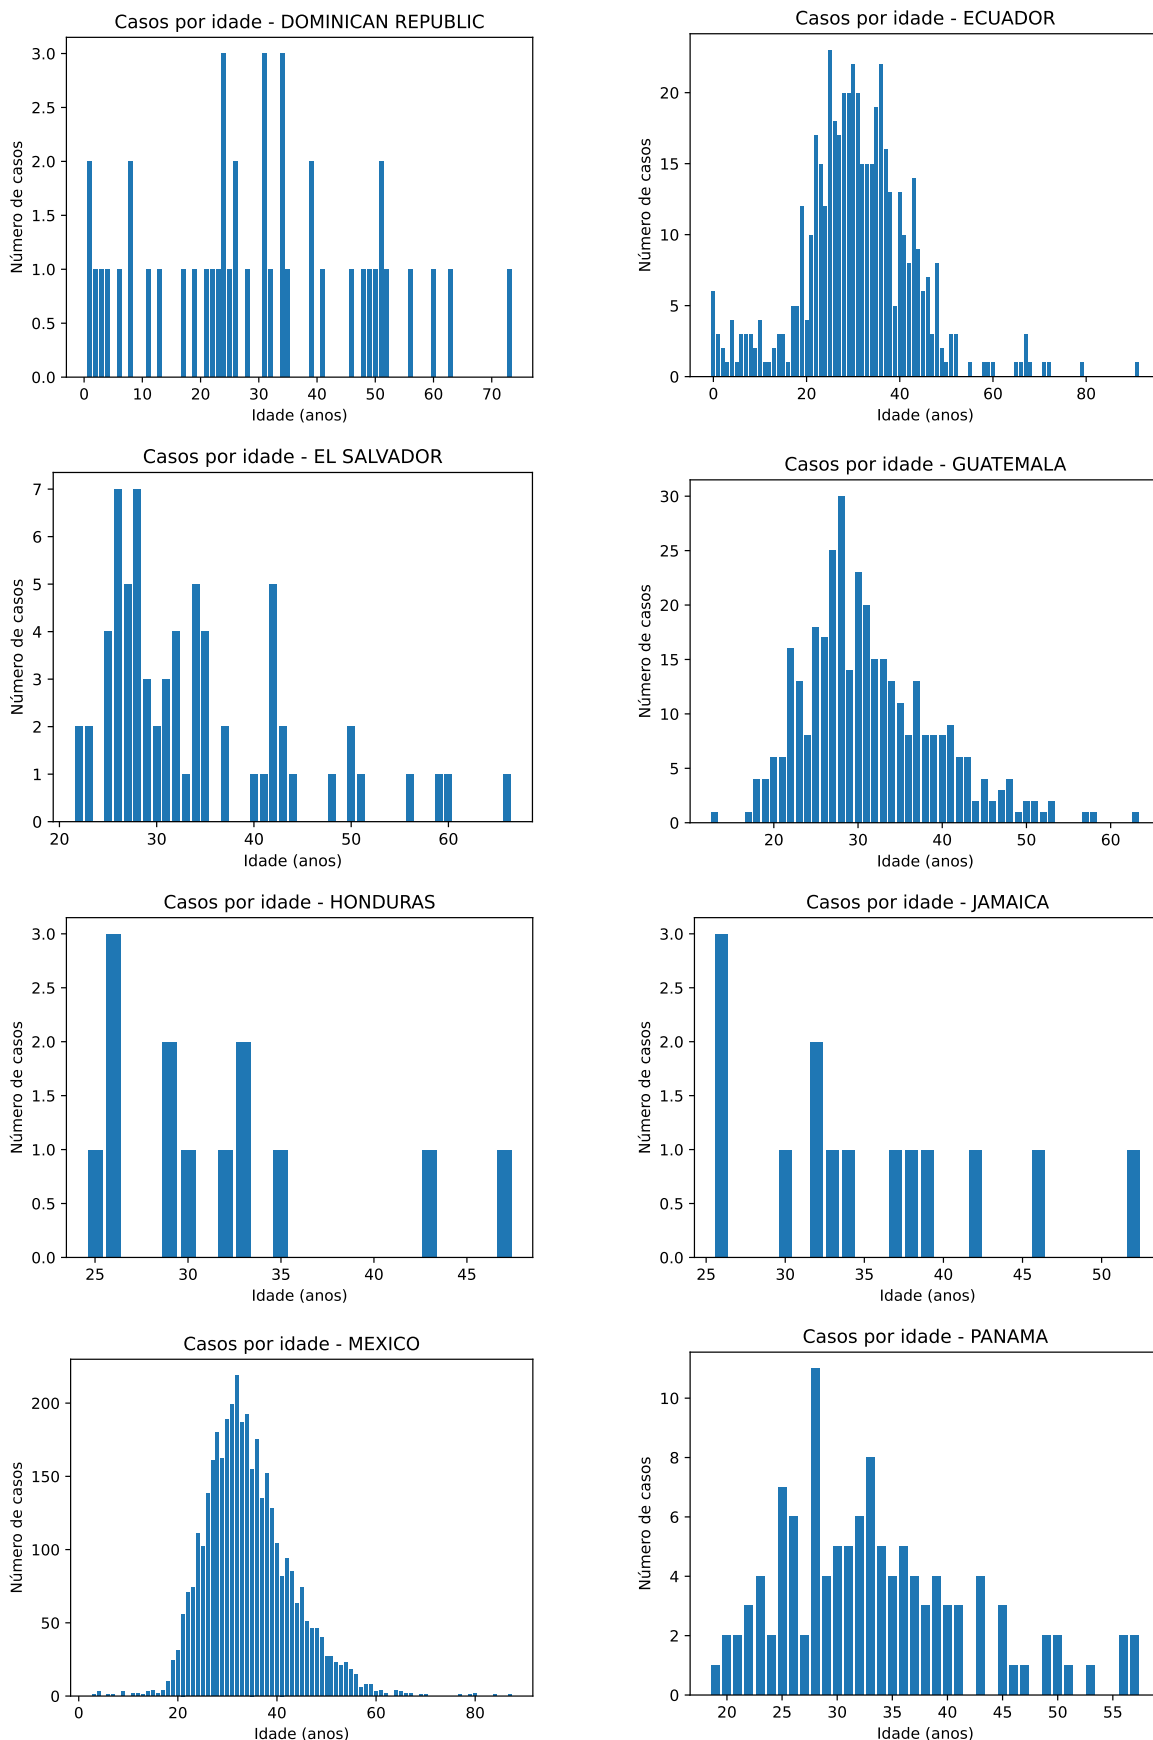 Casos por idade - DOMINICAN REPUBLIC
Número de casos
3.0
2.5
2.0
1.5
1.0
0.5
0.0
0 10 20 30 40 50 60 70
Idade (anos)
Casos por idade - ECUADOR
Número de casos
20
15
10
5
0
0 20 40 60 80
Idade (anos)
Casos por idade - EL SALVADOR
Número de casos
7
6
5
4
3
2
1
0
20 30 40 50 60
Idade (anos)
Casos por idade - GUATEMALA
Número de casos
30
25
20
15
10
5
0
20 30 40 50 60
Idade (anos)
Casos por idade - HONDURAS
Número de casos
3.0
2.5
2.0
1.5
1.0
0.5
0.0
25 30 35 40 45
Idade (anos)
Casos por idade - JAMAICA
Número de casos
3.0
2.5
2.0
1.5
1.0
0.5
0.0
25 30 35 40 45 50
Idade (anos)
Casos por idade - MEXICO
Número de casos
200
150
100
50
0
0 20 40 60 80
Idade (anos)
Casos por idade - PANAMA
Número de casos
10
8
6
4
2
0
20 25 30 35 40 45 50 55
Idade (anos)